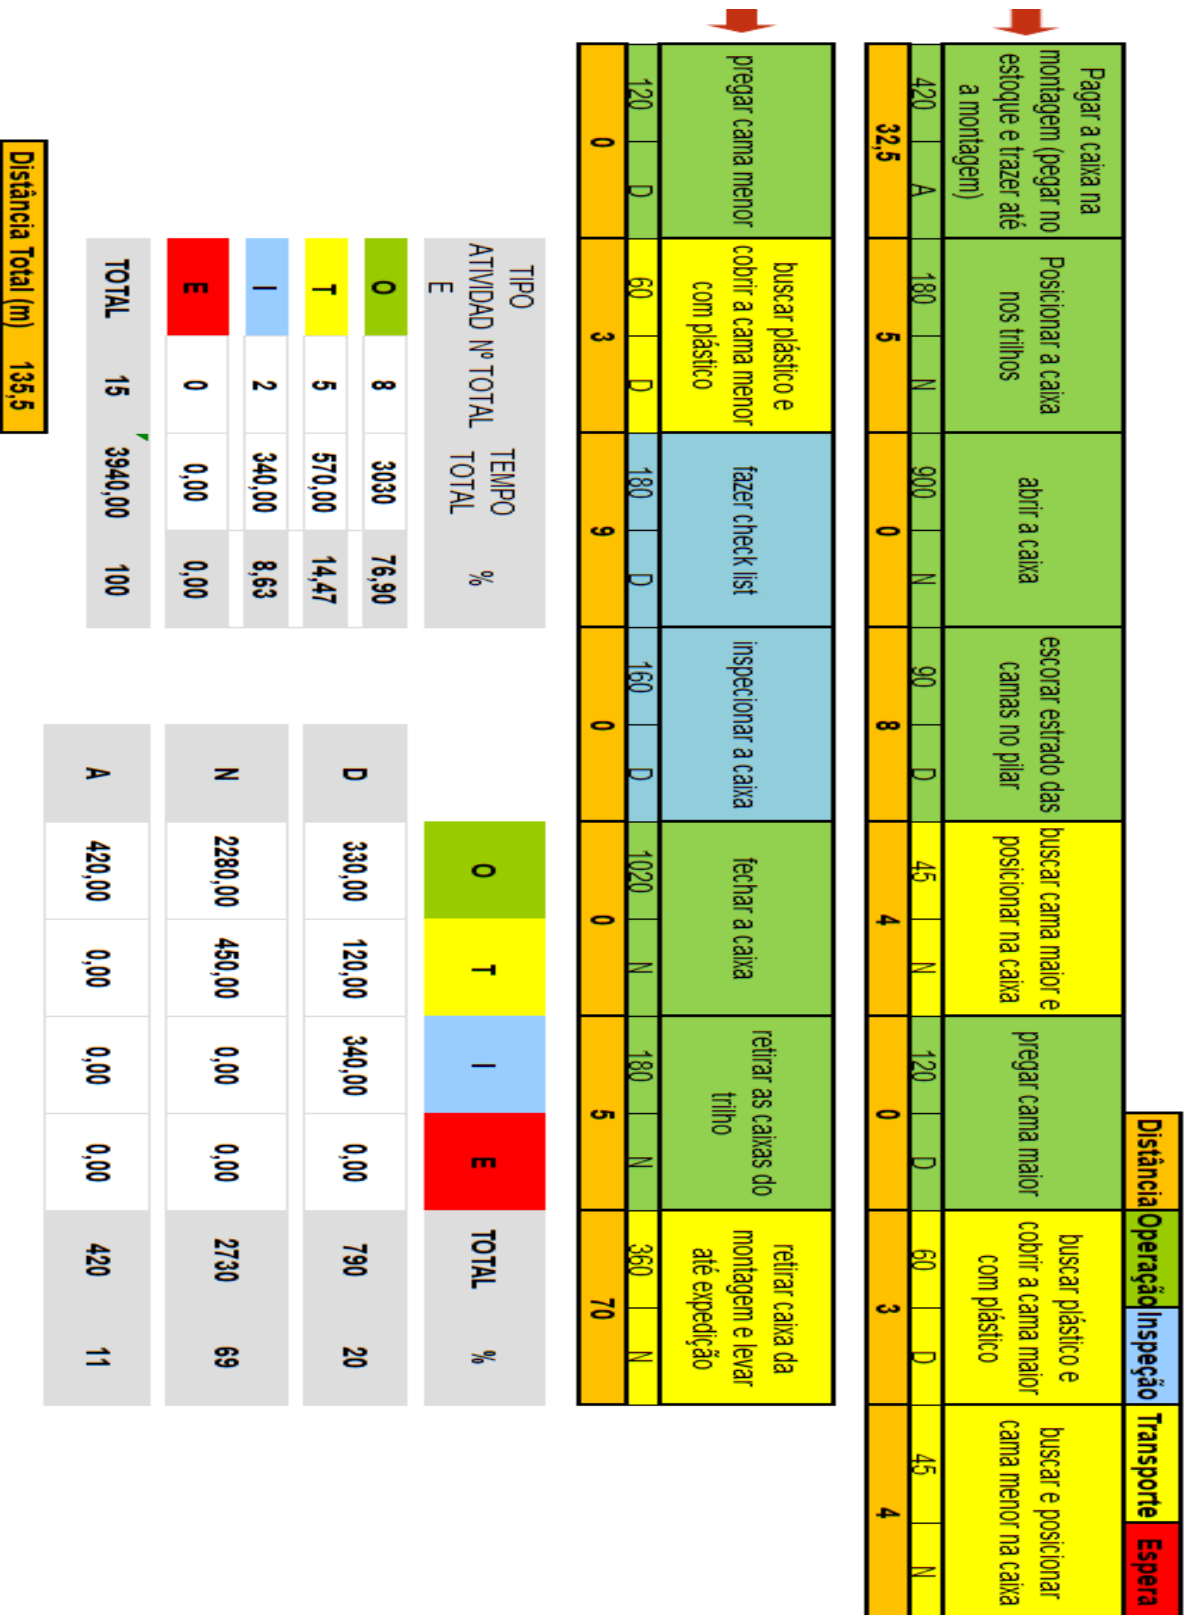 Distância Operação Inspeção Transporte Espera
Pagar a caixa na
montagem (pegar no
estoque e trazer até
a montagem)
Posicionar a caixa
nos trilhos
abrir a caixa
escorar estrado das
camas no pilar
buscar cama maior e
posicionar na caixa
pregar cama maior
buscar plástico e
cobrir a cama maior
com plástico
buscar e posicionar
cama menor na caixa
420 A 180 N 900 N 90 D 45 N 120 D 60 D 45 N
32,5 5 0 8 4 0 3 4
pregar cama menor
buscar plástico e
cobrir a cama menor
com plástico
fazer check list
inspecionar a caixa
fechar a caixa
retirar as caixas do
trilho
retirar caixa da
montagem e levar
até expedição
120 D 60 D 180 D 160 D 1020 N 180 N 360 N
0 3 9 0 0 5 70
TIPO
ATIVIDAD Nº TOTAL
E
TEMPO
TOTAL
%
O 8 3030 76,90
T 5 570,00 14,47
I 2 340,00 8,63
E 0 0,00 0,00
TOTAL 15 3940,00 100
O T I E TOTAL %
D 330,00 120,00 340,00 0,00 790 20
N 2280,00 450,00 0,00 0,00 2730 69
A 420,00 0,00 0,00 0,00 420 11
Distância Total (m) 135,5